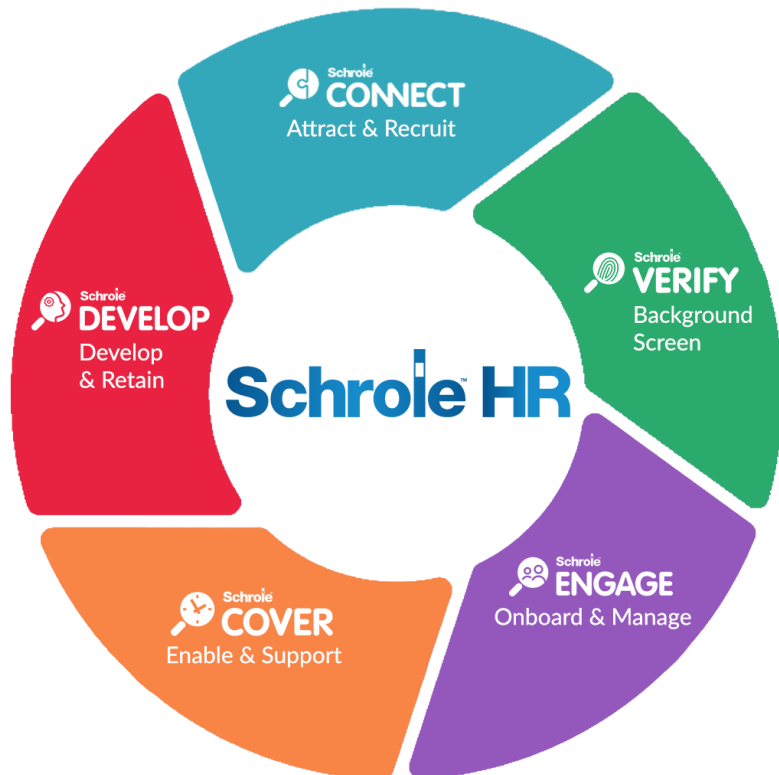 Schrole
CONNECT
Attract & Recruit
Schrole
VERIFY
Background
Screen
Schrole
ENGAGE
Onboard & Manage
Schrole
COVER
Enable & Support
Schrole
DEVELOP
Develop
& Retain
Schrole™ HR